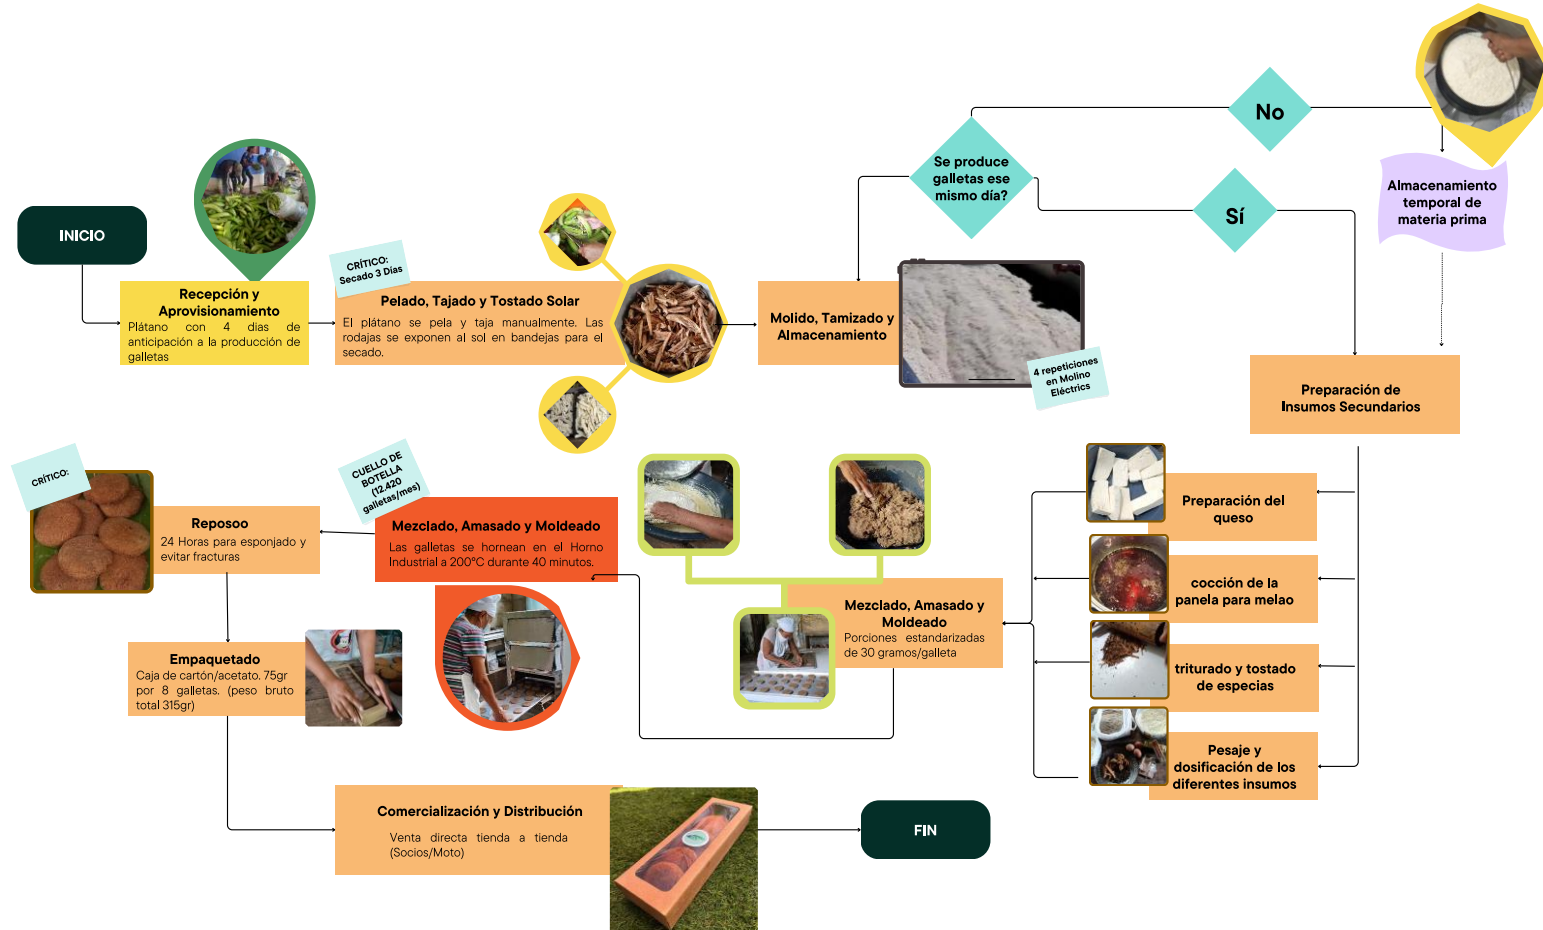 INICIO
Recepción y
Aprovisionamiento
Plátano con 4 dias de
anticipación a la producción de
galletas
CRÍTICO:
Secado 3 Días
Pelado, Tajado y Tostado Solar
El plátano se pela y taja manualmente. Las
rodajas se exponen al sol en bandejas para el
secado.
Molido, Tamizado y
Almacenamiento
4 repeticiones
en Molino
Eléctrics
Se produce
galletas ese
mismo día?
No
Sí
Almacenamiento
temporal de
materia prima
Preparación de
Insumos Secundarios
Preparación del
queso
cocción de la
panela para melao
triturado y tostado
de especias
Pesaje y
dosificación de los
diferentes insumos
Mezclado, Amasado y
Moldeado
Porciones estandarizadas
de 30 gramos/galleta
CUELLO DE
BOTELLA
(12.420
galletas/mes)
Mezclado, Amasado y Moldeado
Las galletas se hornean en el Horno
Industrial a 200°C durante 40 minutos.
CRÍTICO:
Reposoo
24 Horas para esponjado y
evitar fracturas
Empaquetado
Caja de cartón/acetato. 75gr
por 8 galletas. (peso bruto
total 315gr)
Comercialización y Distribución
Venta directa tienda a tienda
(Socios/Moto)
FIN